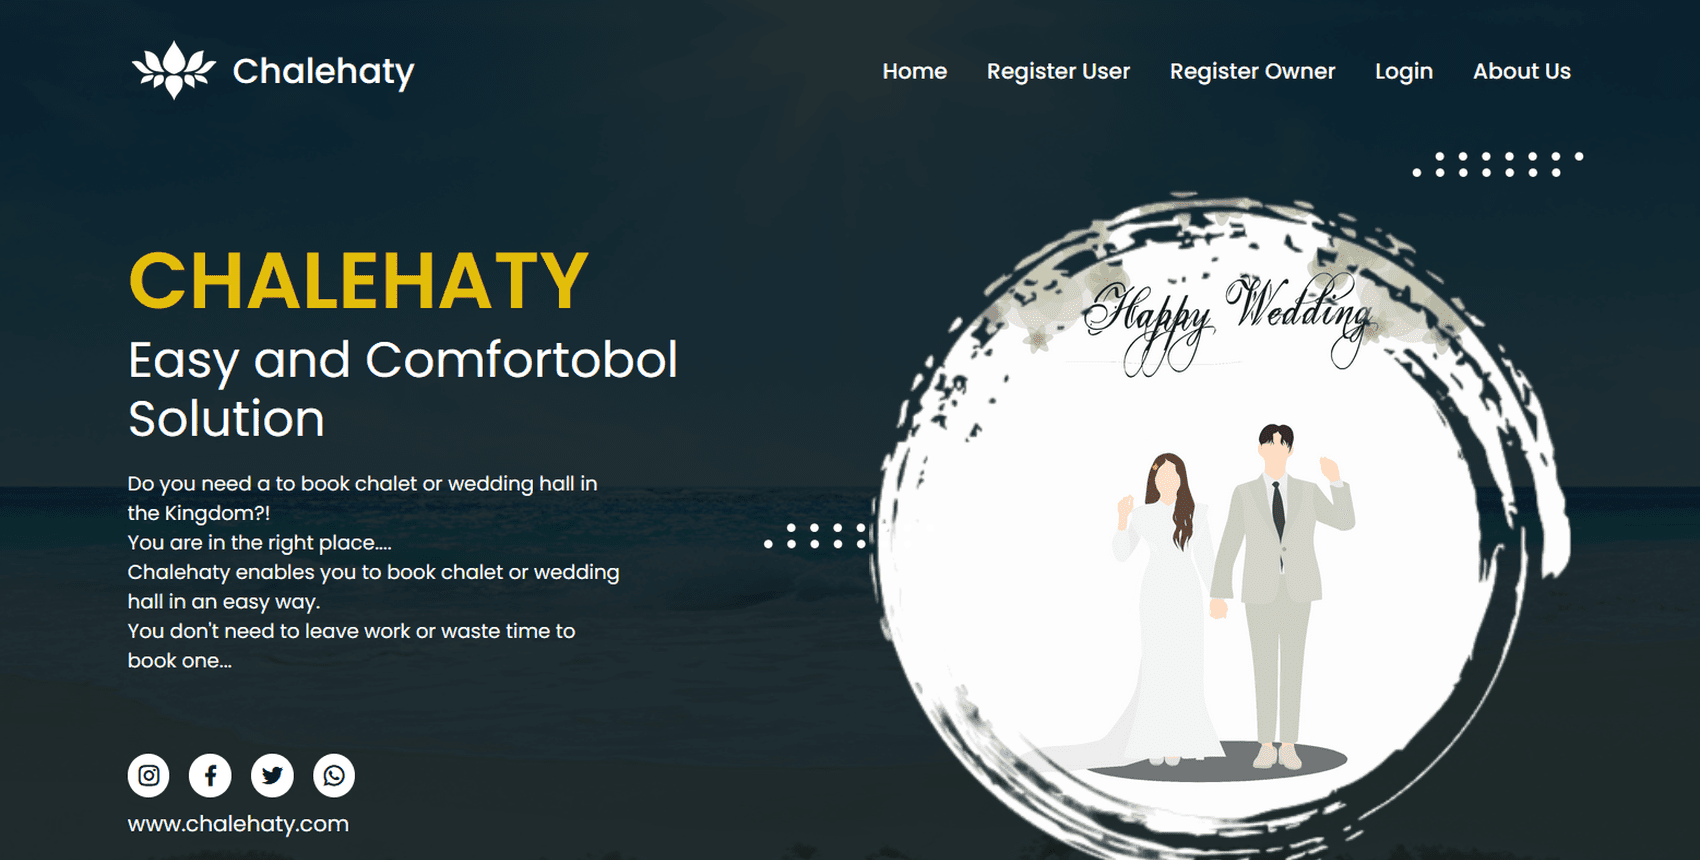 Chalehaty
Home Register User Register Owner Login About Us
CHALEHATY
Easy and Comfortobol
Solution
Happy Wedding
Do you need a to book chalet or wedding hall in
the Kingdom?!
You are in the right place....
Chalehaty enables you to book chalet or wedding
hall in an easy way.
You don't need to leave work or waste time to
book one...
www.chalehaty.com